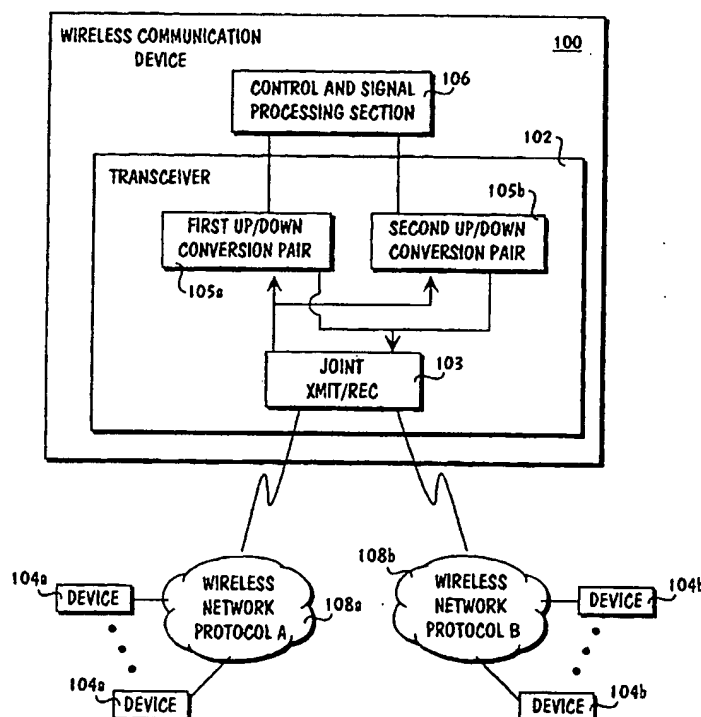 WIRELESS COMMUNICATION
DEVICE
100
CONTROL AND SIGNAL
PROCESSING SECTION
106
102
TRANSCEIVER
105b
FIRST UP/DOWN
CONVERSION PAIR
SECOND UP/DOWN
CONVERSION PAIR
105a
JOINT
XMIT/REC
103
104a
DEVICE
WIRELESS
NETWORK
PROTOCOL A
108a
108b
WIRELESS
NETWORK
PROTOCOL B
104b
DEVICE
104a
DEVICE
DEVICE
104b